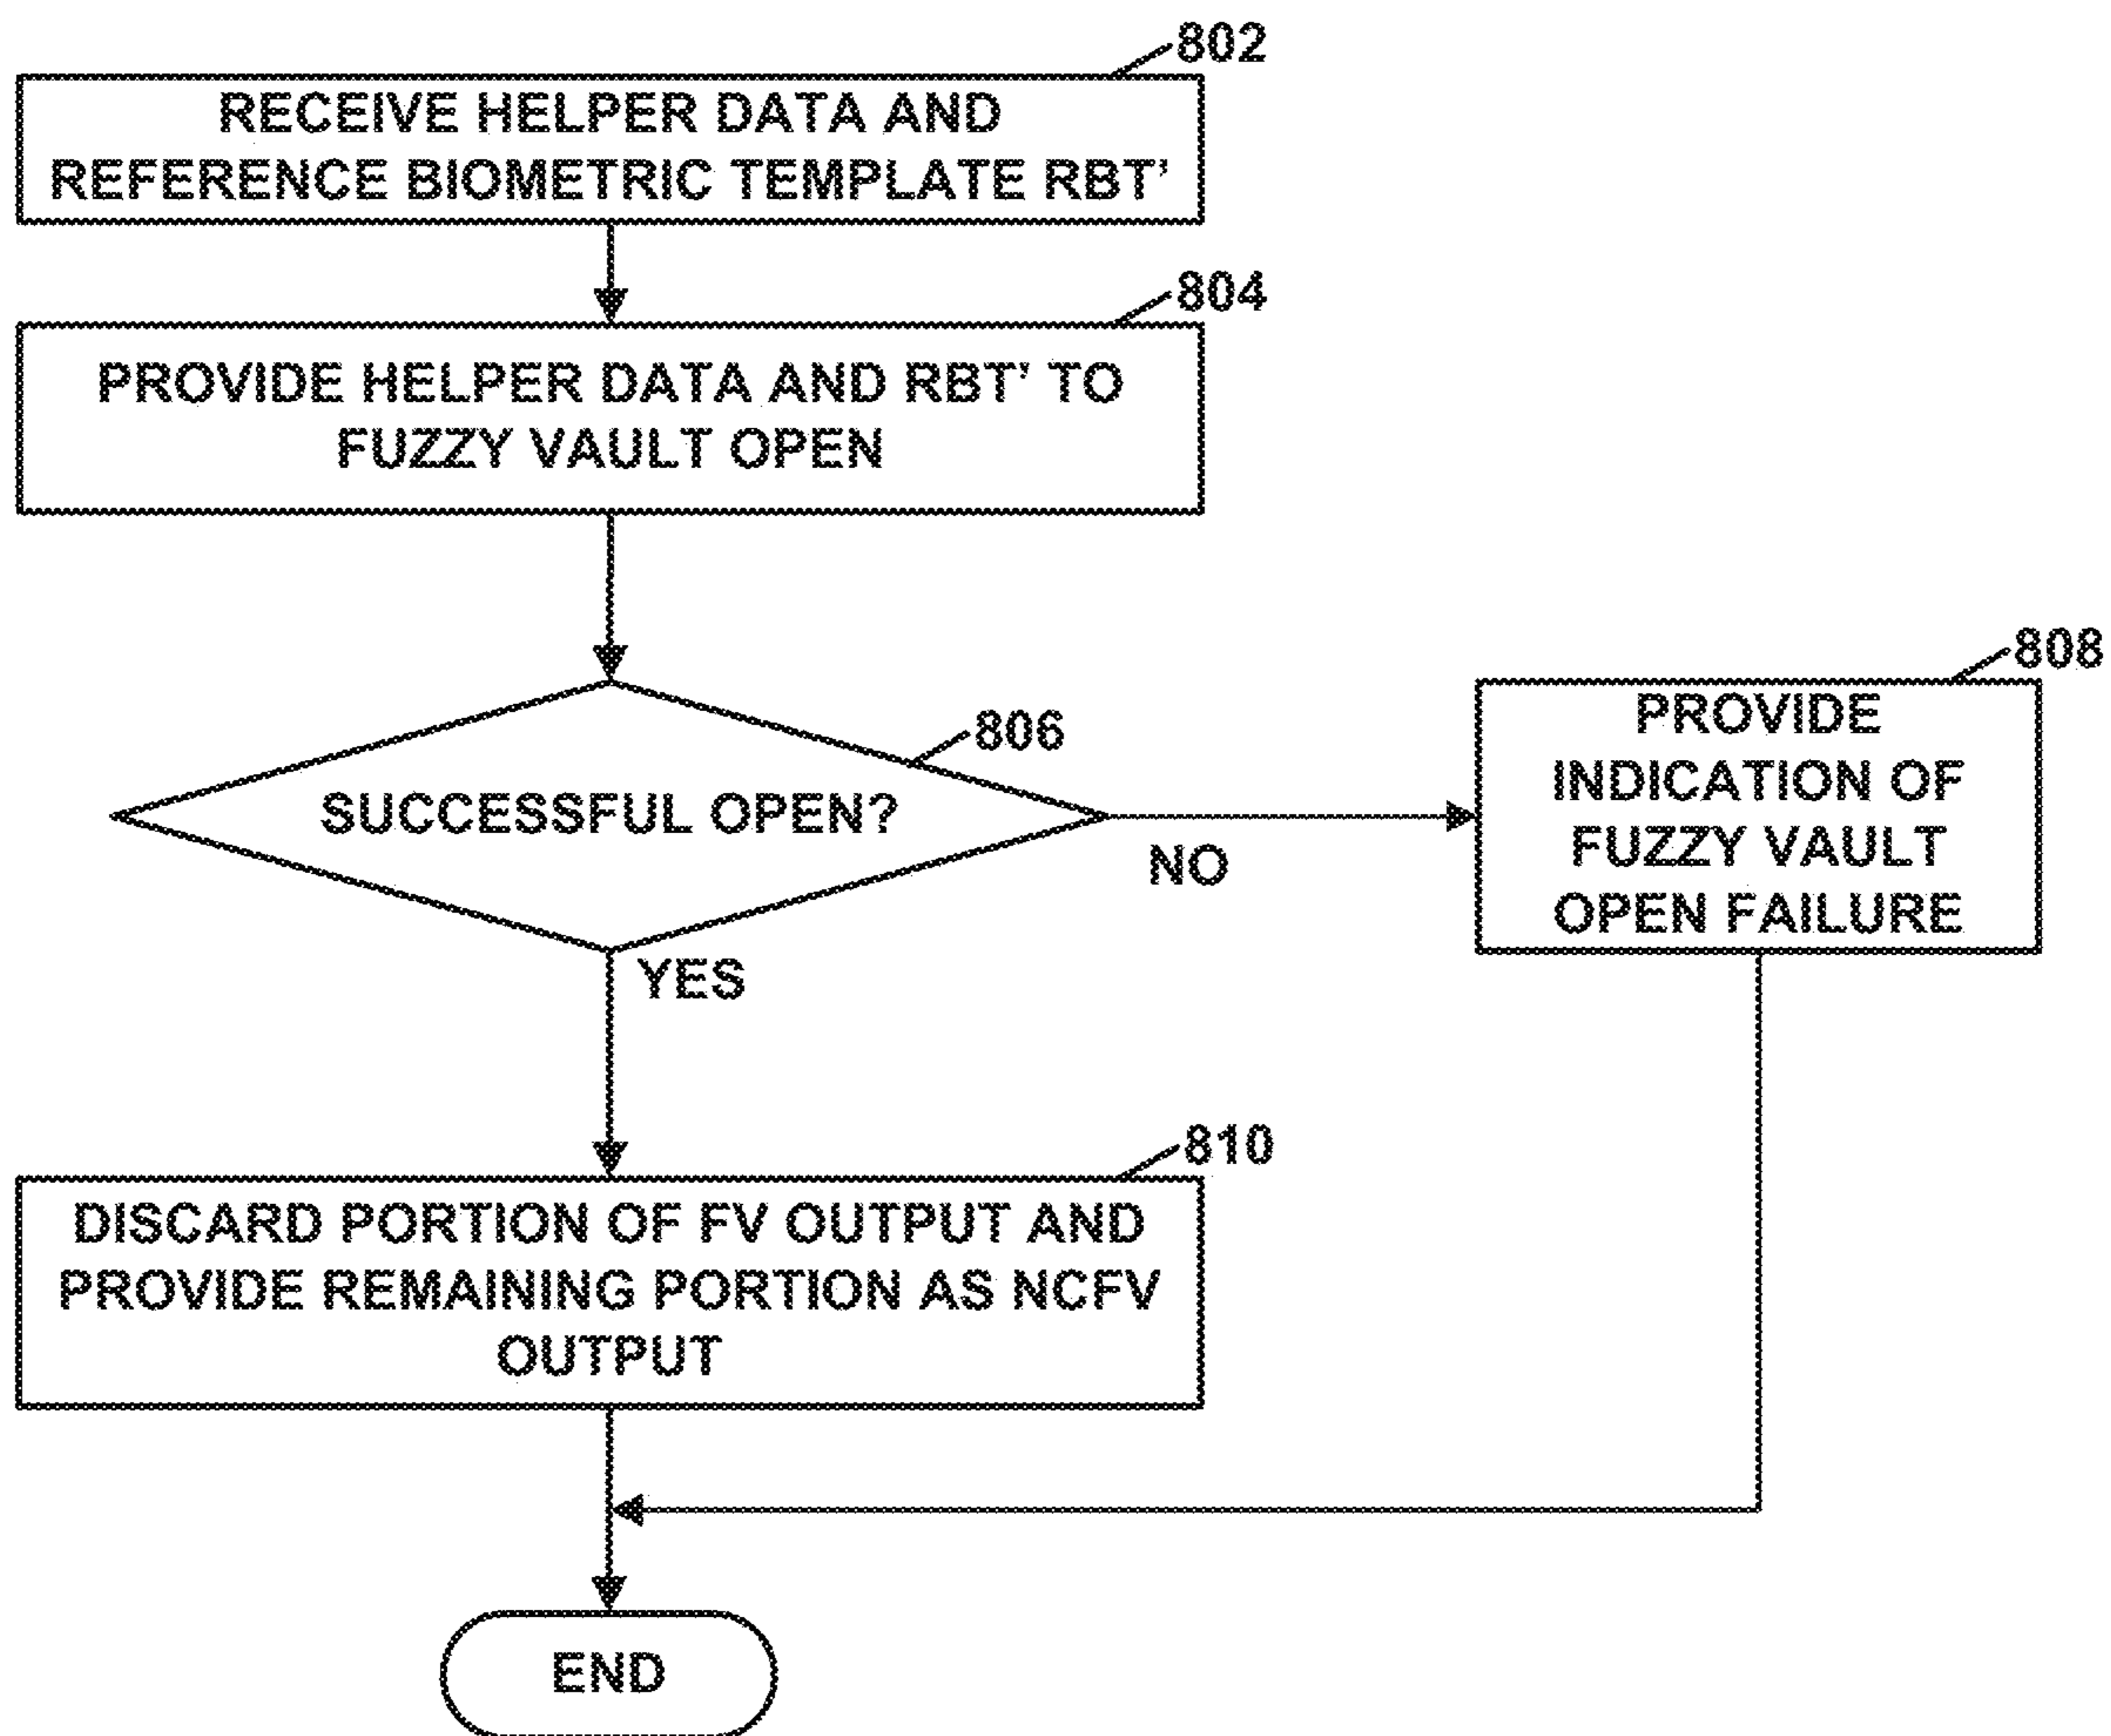 802
RECEIVE HELPER DATA AND
REFERENCE BIOMETRIC TEMPLATE RBT'
804
PROVIDE HELPER DATA AND RBT' TO
FUZZY VAULT OPEN
806
SUCCESSFUL OPEN?
NO
808
PROVIDE
INDICATION OF
FUZZY VAULT
OPEN FAILURE
YES
810
DISCARD PORTION OF FV OUTPUT AND
PROVIDE REMAINING PORTION AS NCFV
OUTPUT
END